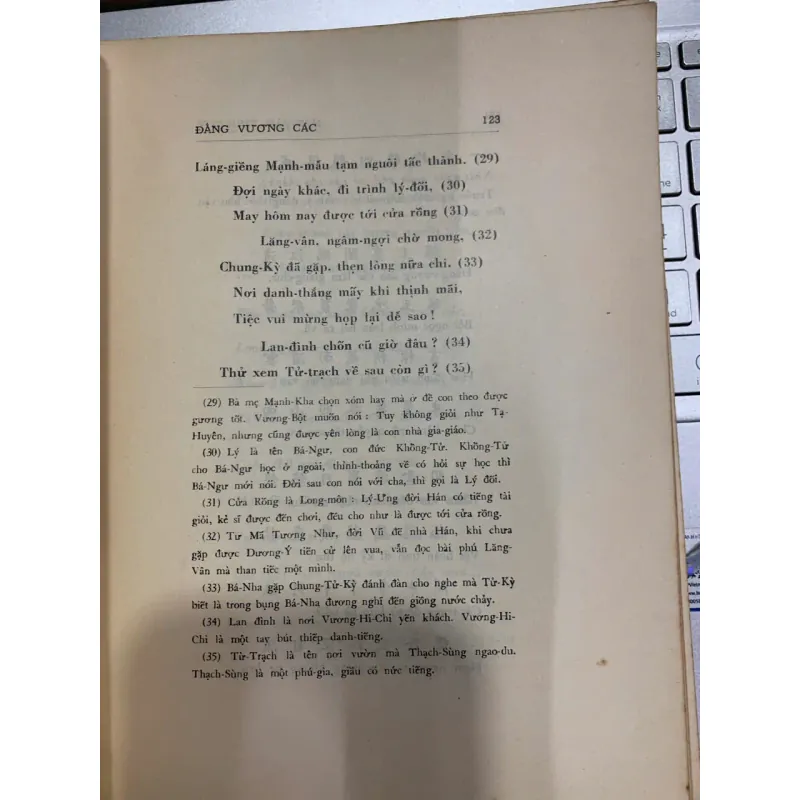 ĐẰNG VƯƠNG CÁC 123
Láng-giềng Mạnh-mẫu tạm nguôi tấc thành. (29)
Đợi ngày khác, đi trình lý-đối, (30)
May hôm nay được tới cửa rồng (31)
Lăng-vân, ngâm-ngợi chờ mong, (32)
Chung-Kỳ đã gặp, thẹn lòng nữa chi. (33)
Nơi danh-thắng mấy khi thịnh mãi,
Tiệc vui mừng họp lại dễ sao !
Lan-đình chốn cũ giờ đâu ? (34)
Thử xem Tử-trạch về sau còn gì ? (35)
(29) Bà mẹ Mạnh-Kha chọn xóm hay mà ở để con theo được
gương tốt. Vương-Bột muốn nói : Tuy không giỏi như Tạ-
Huyên, nhưng cũng được yên lòng là con nhà gia-giáo.
(30) Lý là tên Bá-Ngư, con đức Khổng-Tử. Khổng-Tử
cho Bá-Ngư học ở ngoài, thỉnh-thoảng về có hỏi sự học thì
Bá-Ngư mới nói. Đời sau con nói với cha, thì gọi là Lý đối.
(31) Cửa Rồng là Long-môn : Lý-Ưng đời Hán có tiếng tài
giỏi, kẻ sĩ được đến chơi, đều cho như là được tới cửa rồng.
(32) Tư Mã Tương Như, đời Vũ đế nhà Hán, khi chưa
gặp được Dương-Ý tiến cử lên vua, vẫn đọc bài phú Lăng-
Vân mà than tiếc một mình.
(33) Bá-Nha gặp Chung-Tử-Kỳ đánh đàn cho nghe mà Tử-Kỳ
biết là trong bụng Bá-Nha đương nghĩ đến giống nước chảy.
(34) Lan đình là nơi Vương-Hi-Chi yến khách. Vương-Hi-
Chi là một tay bút thiếp danh-tiếng.
(35) Từ-Trạch là tên nơi vườn mà Thạch-Sùng ngao-du.
Thạch-Sùng là một phú-gia, giầu có nức tiếng.